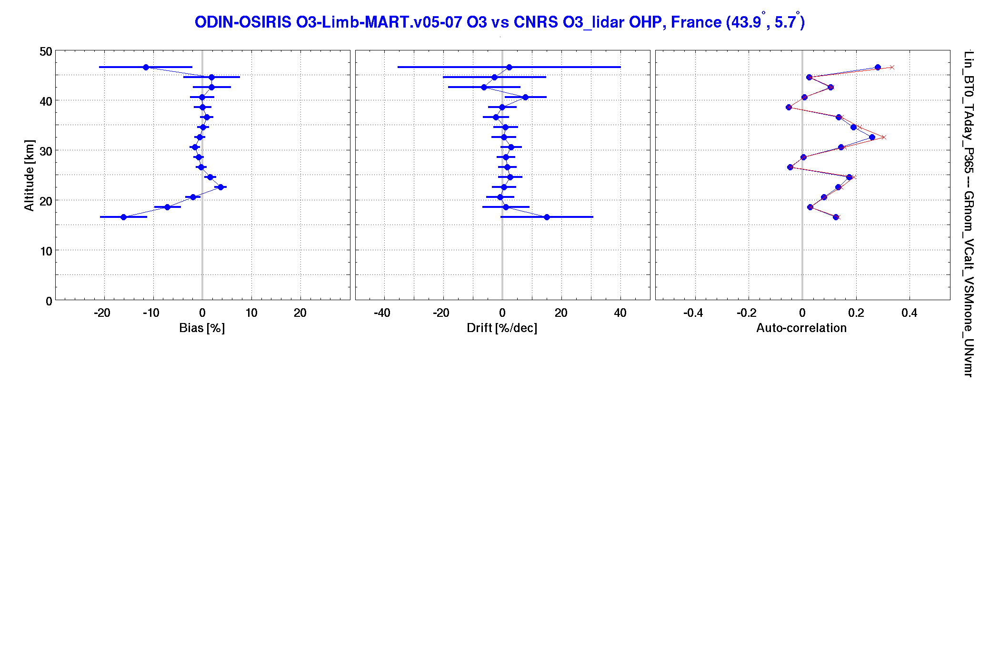 ODIN-OSIRIS O3-Limb-MART.v05-07 O3 vs CNRS O3_lidar OHP, France (43.9°, 5.7°)
50
40
30
20
10
0
Altitude [km]
-20 -10 0 10 20
Bias [%]
-40 -20 0 20 40
Drift [%/dec]
-0.4 -0.2 0 0.2 0.4
Auto-correlation
Lin_BT0_TAday_P365 --- GRnom_VCalt_VSMnone_UNvmr